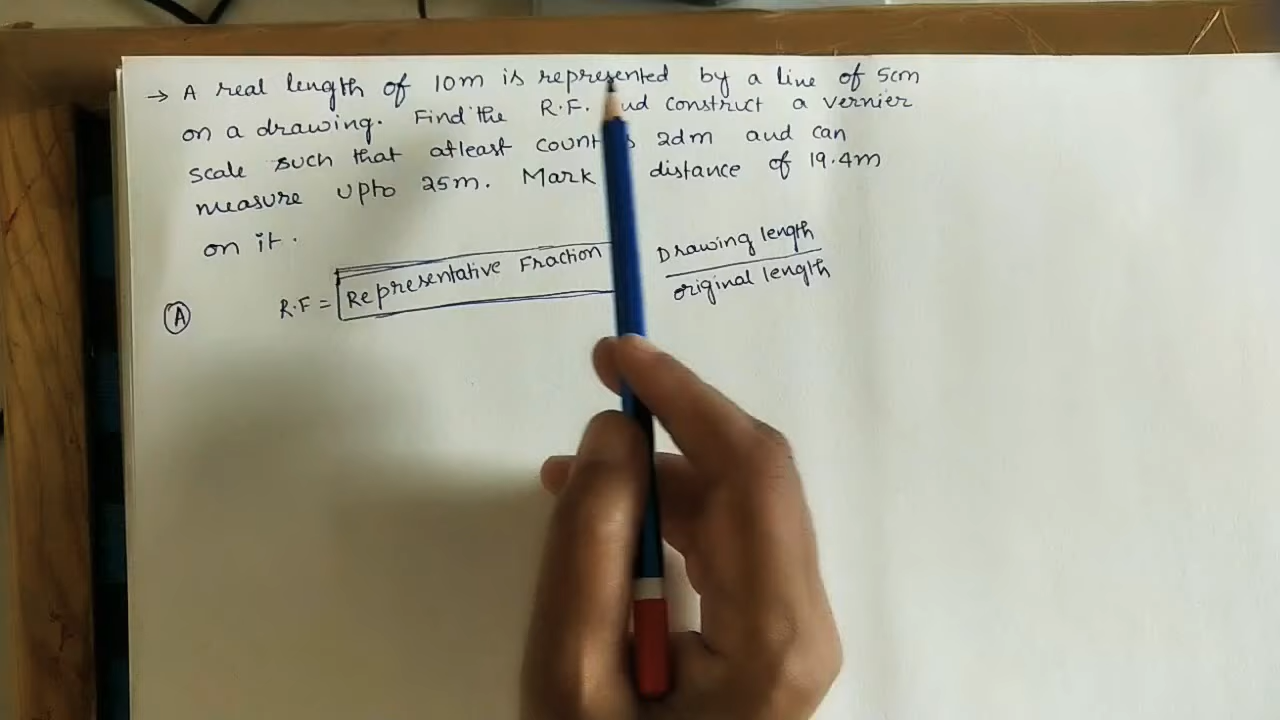 → A real length of 10m is represented by a line of 5cm
on a drawing. Find the R.F. and construct a vernier
scale such that atleast count is 2dm and can
measure upto 25m. Mark distance of 19.4m
on it.
A R.F = Representative Fraction Drawing length
original length